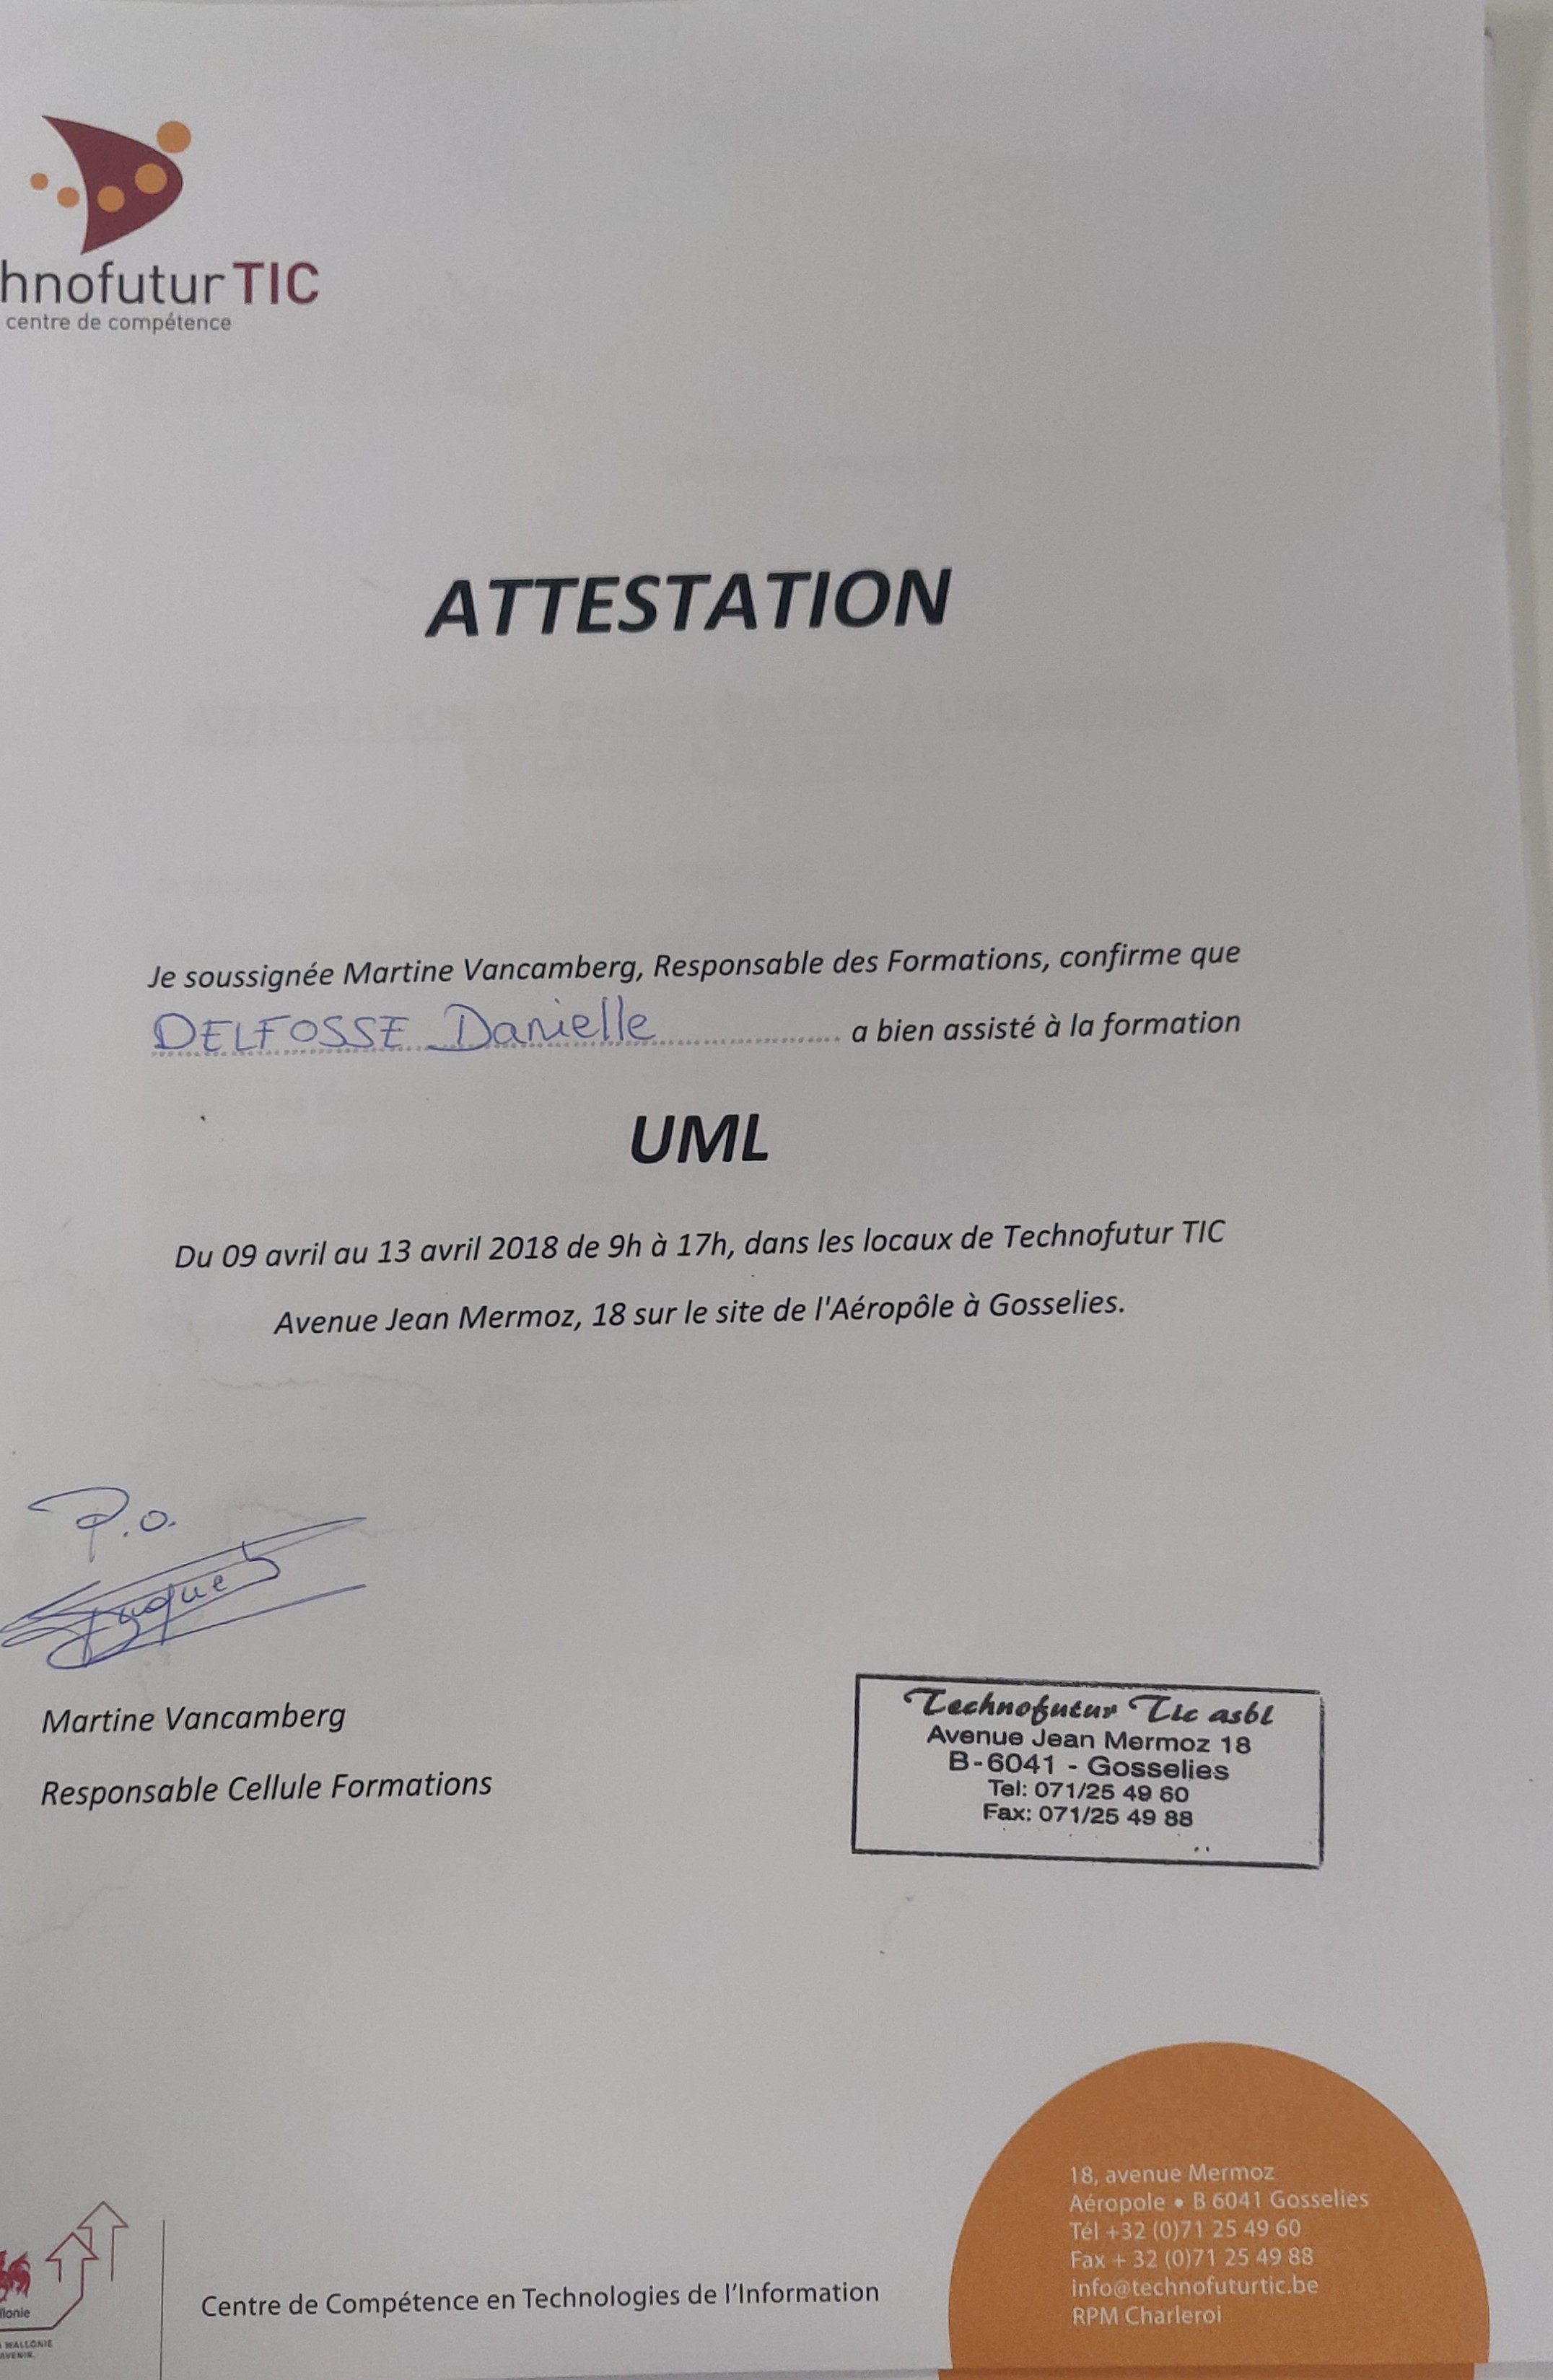 hnofutur TIC
centre de compétence
ATTESTATION
Je soussignée Martine Vancamberg, Responsable des Formations, confirme que
DELFOSSE Danielle a bien assisté à la formation
UML
Du 09 avril au 13 avril 2018 de 9h à 17h, dans les locaux de Technofutur TIC
Avenue Jean Mermoz, 18 sur le site de l'Aéropôle à Gosselies.
P.O.
Martine Vancamberg
Responsable Cellule Formations
Technofutur Tic asbl
Avenue Jean Mermoz 18
B-6041 - Gosselies
Tel: 071/25 49 60
Fax: 071/25 49 88
18, avenue Mermoz
Aéropole • B 6041 Gosselies
Tél +32 (0)71 25 49 60
Fax + 32 (0)71 25 49 88
info@technofuturtic.be
RPM Charleroi
llonie
WALLONIE
Centre de Compétence en Technologies de l'Information